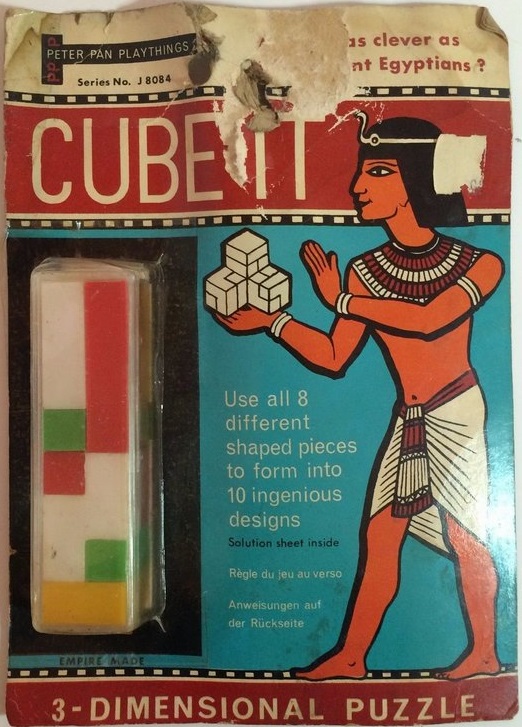 PETER PAN PLAYTHINGS
Series No. J 8084
as clever as
Egyptians ?
CUBE IT
Use all 8
different
shaped pieces
to form into
10 ingenious
designs
Solution sheet inside
Règle du jeu au verso
Anweisungen auf
der Rückseite
EMPIRE MADE
3-DIMENSIONAL PUZZLE